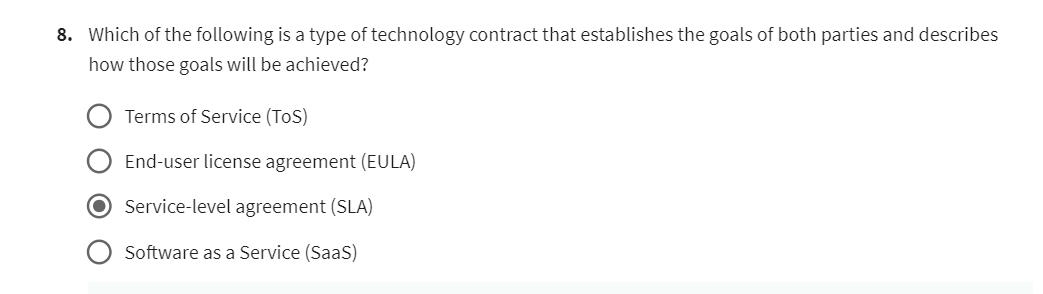 8. Which of the following is a type of technology contract that establishes the goals of both parties and describes
how those goals will be achieved?
Terms of Service (ToS)
End-user license agreement (EULA)
Service-level agreement (SLA)
Software as a Service (SaaS)